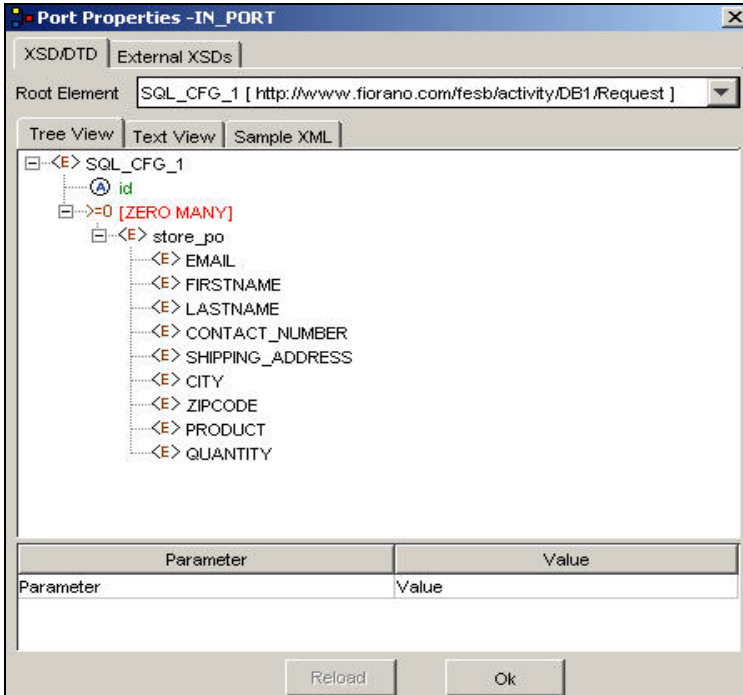 Port Properties -IN_PORT
XSD/DTD External XSDs
Root Element SQL_CFG_1 [ http://www.fiorano.com/fesb/activity/DB1/Request ]
Tree View Text View Sample XML
<E> SQL_CFG_1
A id
>=0 [ZERO MANY]
<E> store_po
<E> EMAIL
<E> FIRSTNAME
<E> LASTNAME
<E> CONTACT_NUMBER
<E> SHIPPING_ADDRESS
<E> CITY
<E> ZIPCODE
<E> PRODUCT
<E> QUANTITY
Parameter Value
Parameter Value
Reload Ok